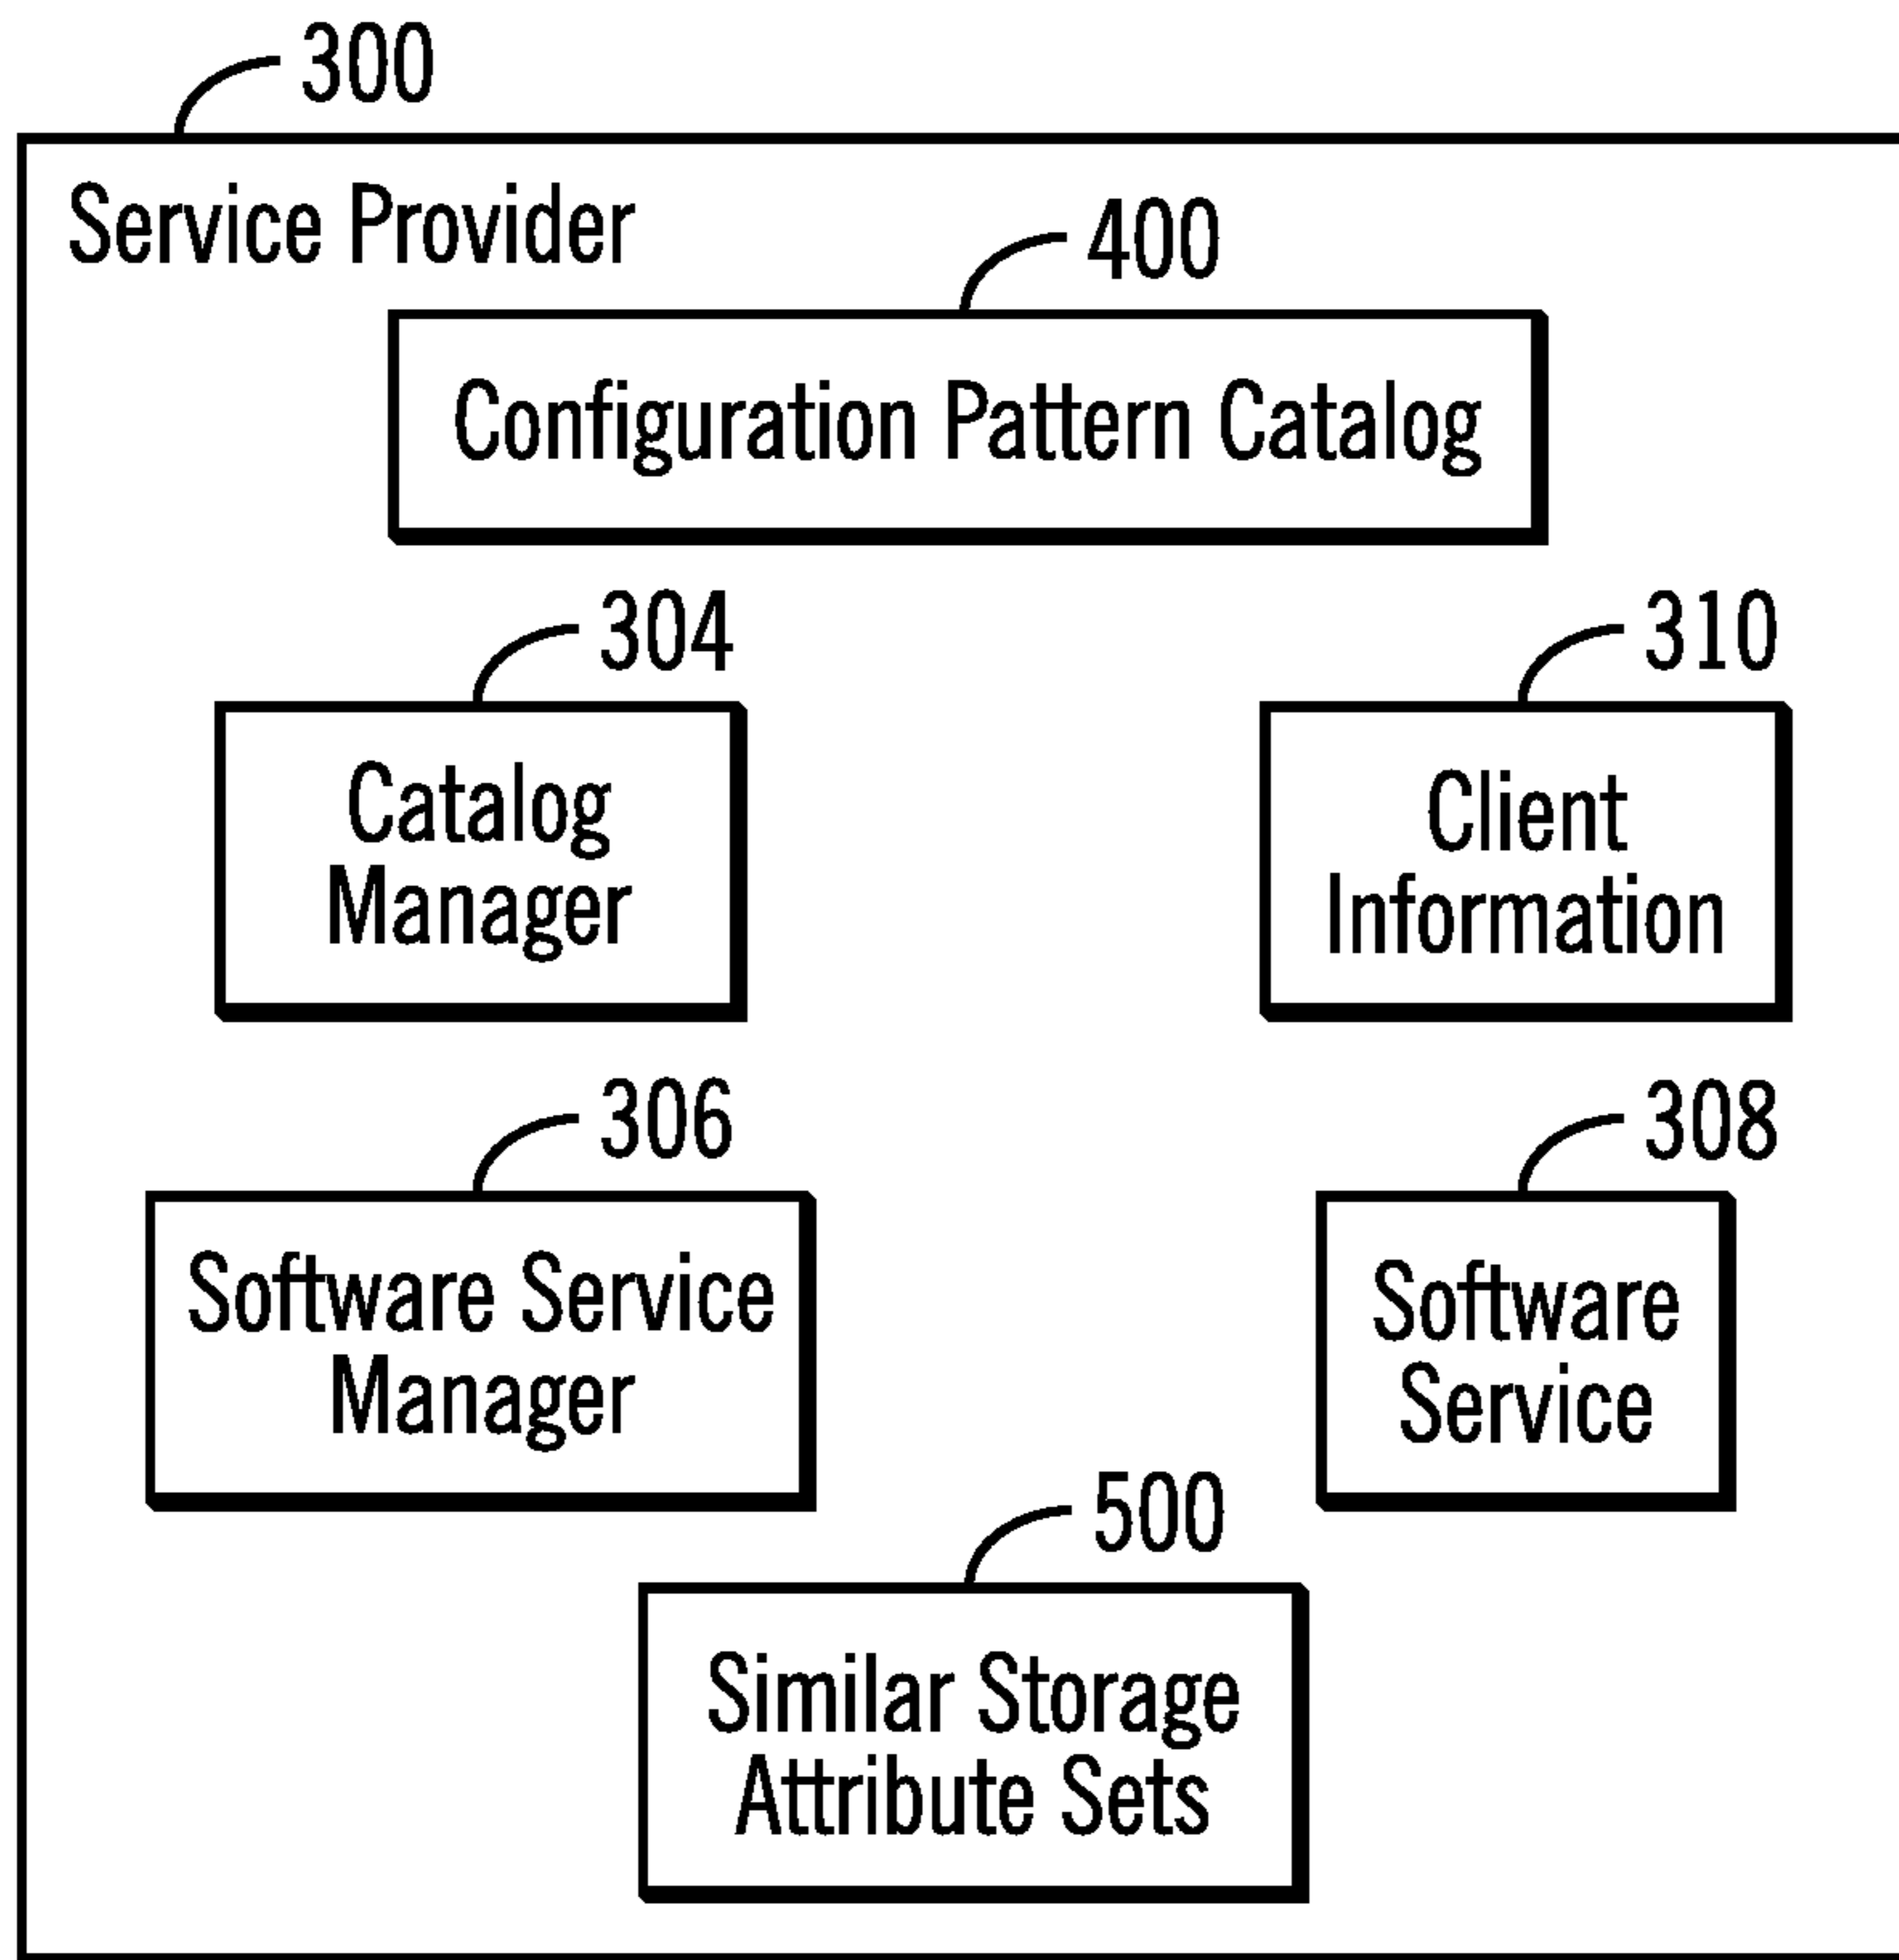 300
Service Provider
400
Configuration Pattern Catalog
304
Catalog
Manager
310
Client
Information
306
Software Service
Manager
308
Software
Service
500
Similar Storage
Attribute Sets